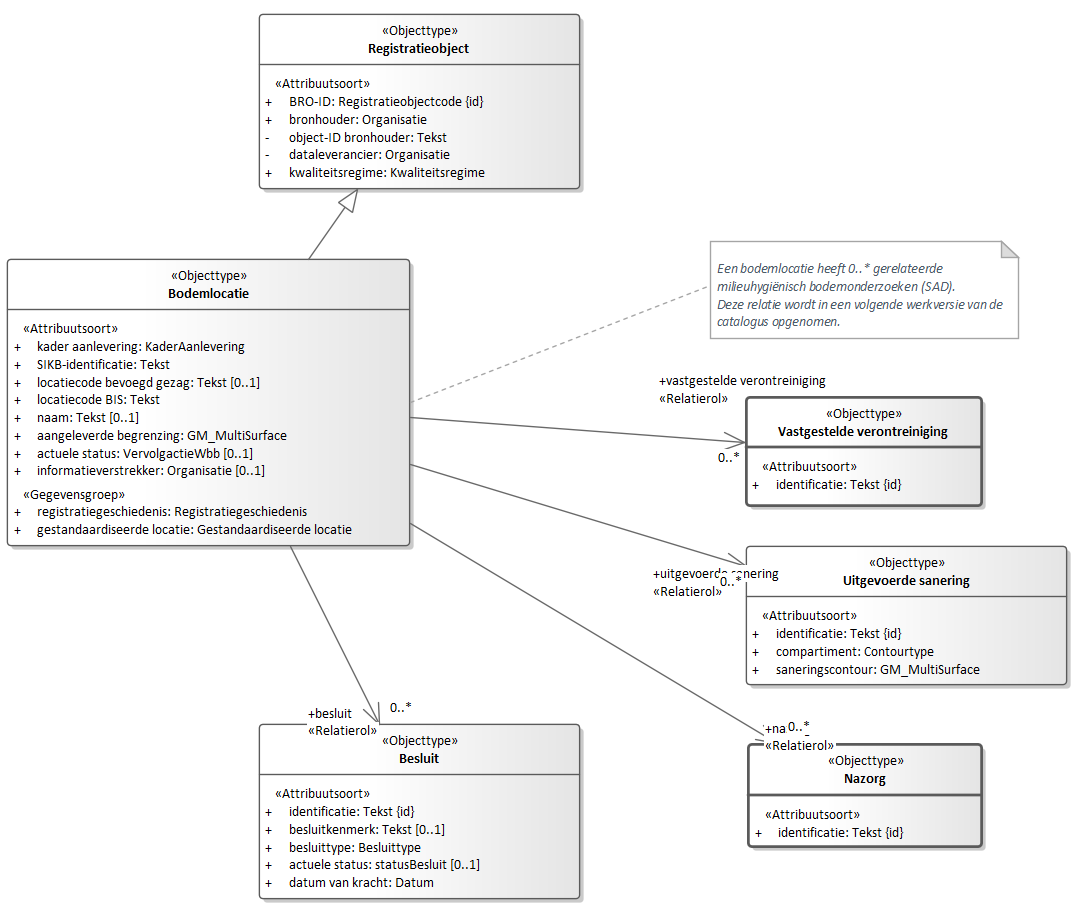 «Objecttype»
Registratieobject
«Attribuutsoort»
+ BRO-ID: Registratieobjectcode {id}
+ bronhouder: Organisatie
- object-ID bronhouder: Tekst
- dataleverancier: Organisatie
+ kwaliteitsregime: Kwaliteitsregime
«Objecttype»
Bodemlocatie
«Attribuutsoort»
+ kader aanlevering: KaderAanlevering
+ SIKB-identificatie: Tekst
+ locatiecode bevoegd gezag: Tekst [0..1]
+ locatiecode BIS: Tekst
+ naam: Tekst [0..1]
+ aangeleverde begrenzing: GM_MultiSurface
+ actuele status: VervolgactieWbb [0..1]
+ informatieverstrekker: Organisatie [0..1]
«Gegevensgroep»
+ registratiegeschiedenis: Registratiegeschiedenis
+ gestandaardiseerde locatie: Gestandaardiseerde locatie
Een bodemlocatie heeft 0..* gerelateerde
milieuhygiënisch bodemonderzoeken (SAD).
Deze relatie wordt in een volgende werkversie van de
catalogus opgenomen.
+vastgestelde verontreiniging
«Relatierol»
0..*
«Objecttype»
Vastgestelde verontreiniging
«Attribuutsoort»
+ identificatie: Tekst {id}
+uitgevoerde sanering
«Relatierol»
0..*
«Objecttype»
Uitgevoerde sanering
«Attribuutsoort»
+ identificatie: Tekst {id}
+ compartiment: Contourtype
+ saneringscontour: GM_MultiSurface
+besluit
«Relatierol»
0..*
«Objecttype»
Besluit
«Attribuutsoort»
+ identificatie: Tekst {id}
+ besluitkenmerk: Tekst [0..1]
+ besluittype: Besluittype
+ actuele status: statusBesluit [0..1]
+ datum van kracht: Datum
0..*
«Relatierol»
«Objecttype»
Nazorg
«Attribuutsoort»
+ identificatie: Tekst {id}